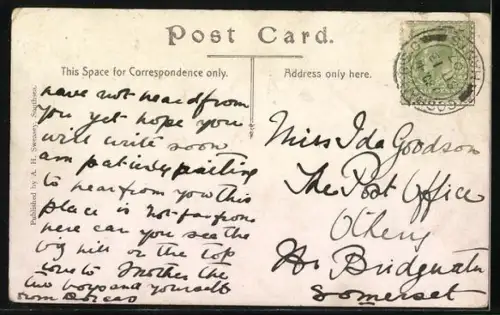 Post Card.
This Space for Correspondence only.
Address only here.
have not heard from
you yet hope you
will write soon
am patiently waiting
to hear from you this
place is not far from
here can you see the
big hill on the top
love to Mother the
two boys and yourself
from Dorcas
Miss Ida Goodson
The Post Office
Othery
Nr Bridgwater
Somerset
Published by A. H. Sweasey, Southsea.